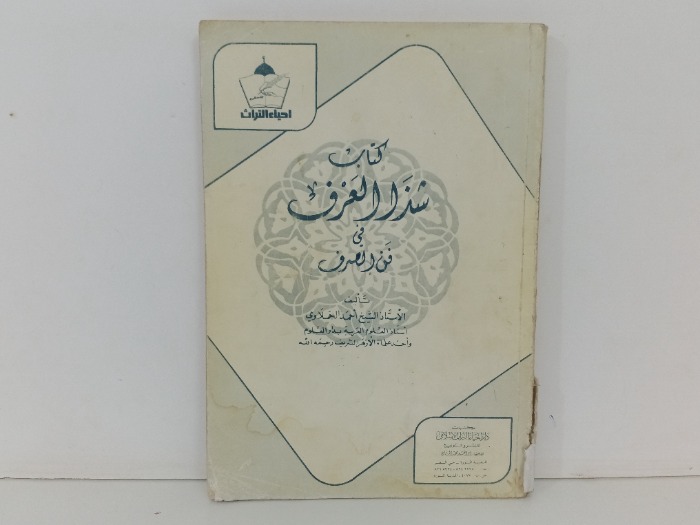 احياء التراث
كتاب
شذا العرف
في
فن الصرف
تأليف
الأستاذ الشيخ أحمد الحملاوي
أستاذ العلوم العربية بدار العلوم
وأحد علماء الأزهر الشريف رحمه الله